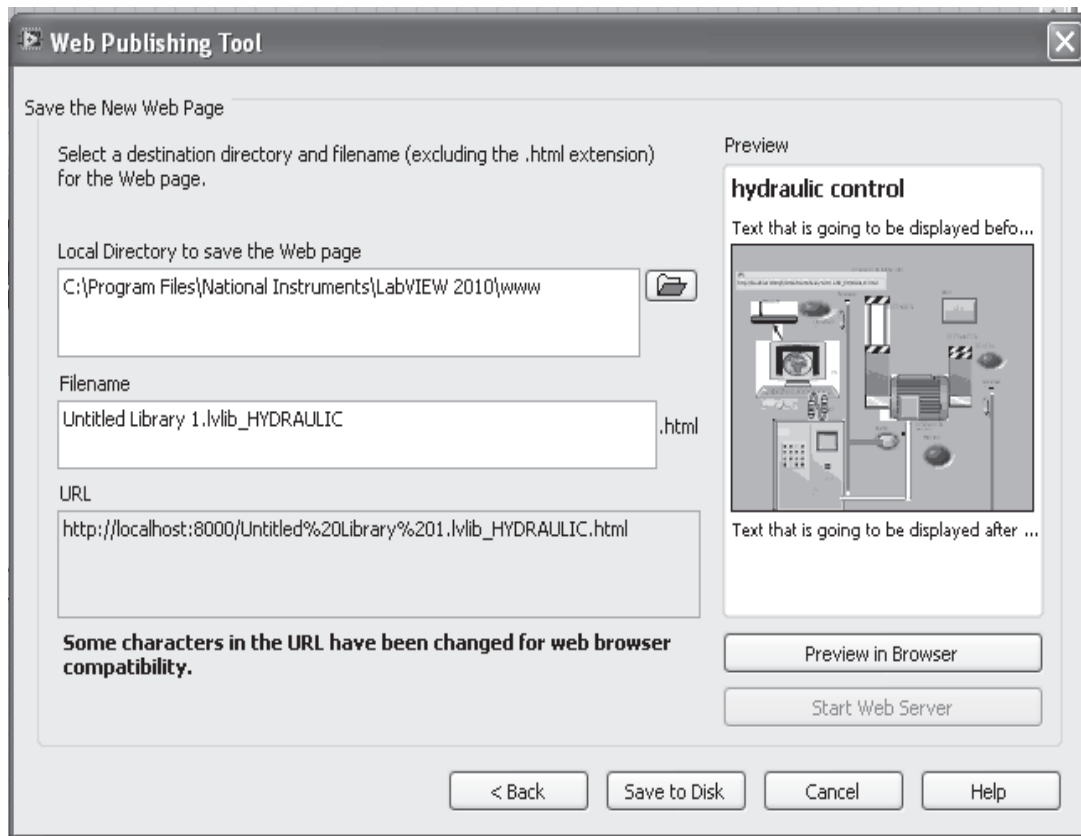 Web Publishing Tool
Save the New Web Page
Select a destination directory and filename (excluding the .html extension)
for the Web page.
Local Directory to save the Web page
C:\Program Files\National Instruments\LabVIEW 2010\www
Filename
Untitled Library 1.lvlib_HYDRAULIC
.html
URL
http://localhost:8000/Untitled%20Library%201.lvlib_HYDRAULIC.html
Some characters in the URL have been changed for web browser
compatibility.
Preview
hydraulic control
Text that is going to be displayed befo...
Text that is going to be displayed after ...
Preview in Browser
Start Web Server
< Back
Save to Disk
Cancel
Help